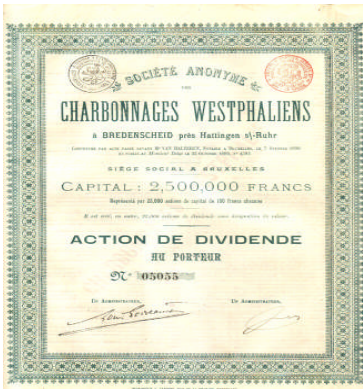 SOCIÉTÉ ANONYME
DES
CHARBONNAGES WESTPHALIENS
à BREDENSCHEID près Hattingen s/-Ruhr
SIÈGE SOCIAL A BRUXELLES
CAPITAL : 2,500,000 FRANCS
Représenté par 25,000 actions de capital de 100 francs chacune
Il est créé, en outre, 25,000 actions de dividende sans désignation de valeur.
ACTION DE DIVIDENDE
AU PORTEUR
No 05055
Un Administrateur,
Un Administrateur,